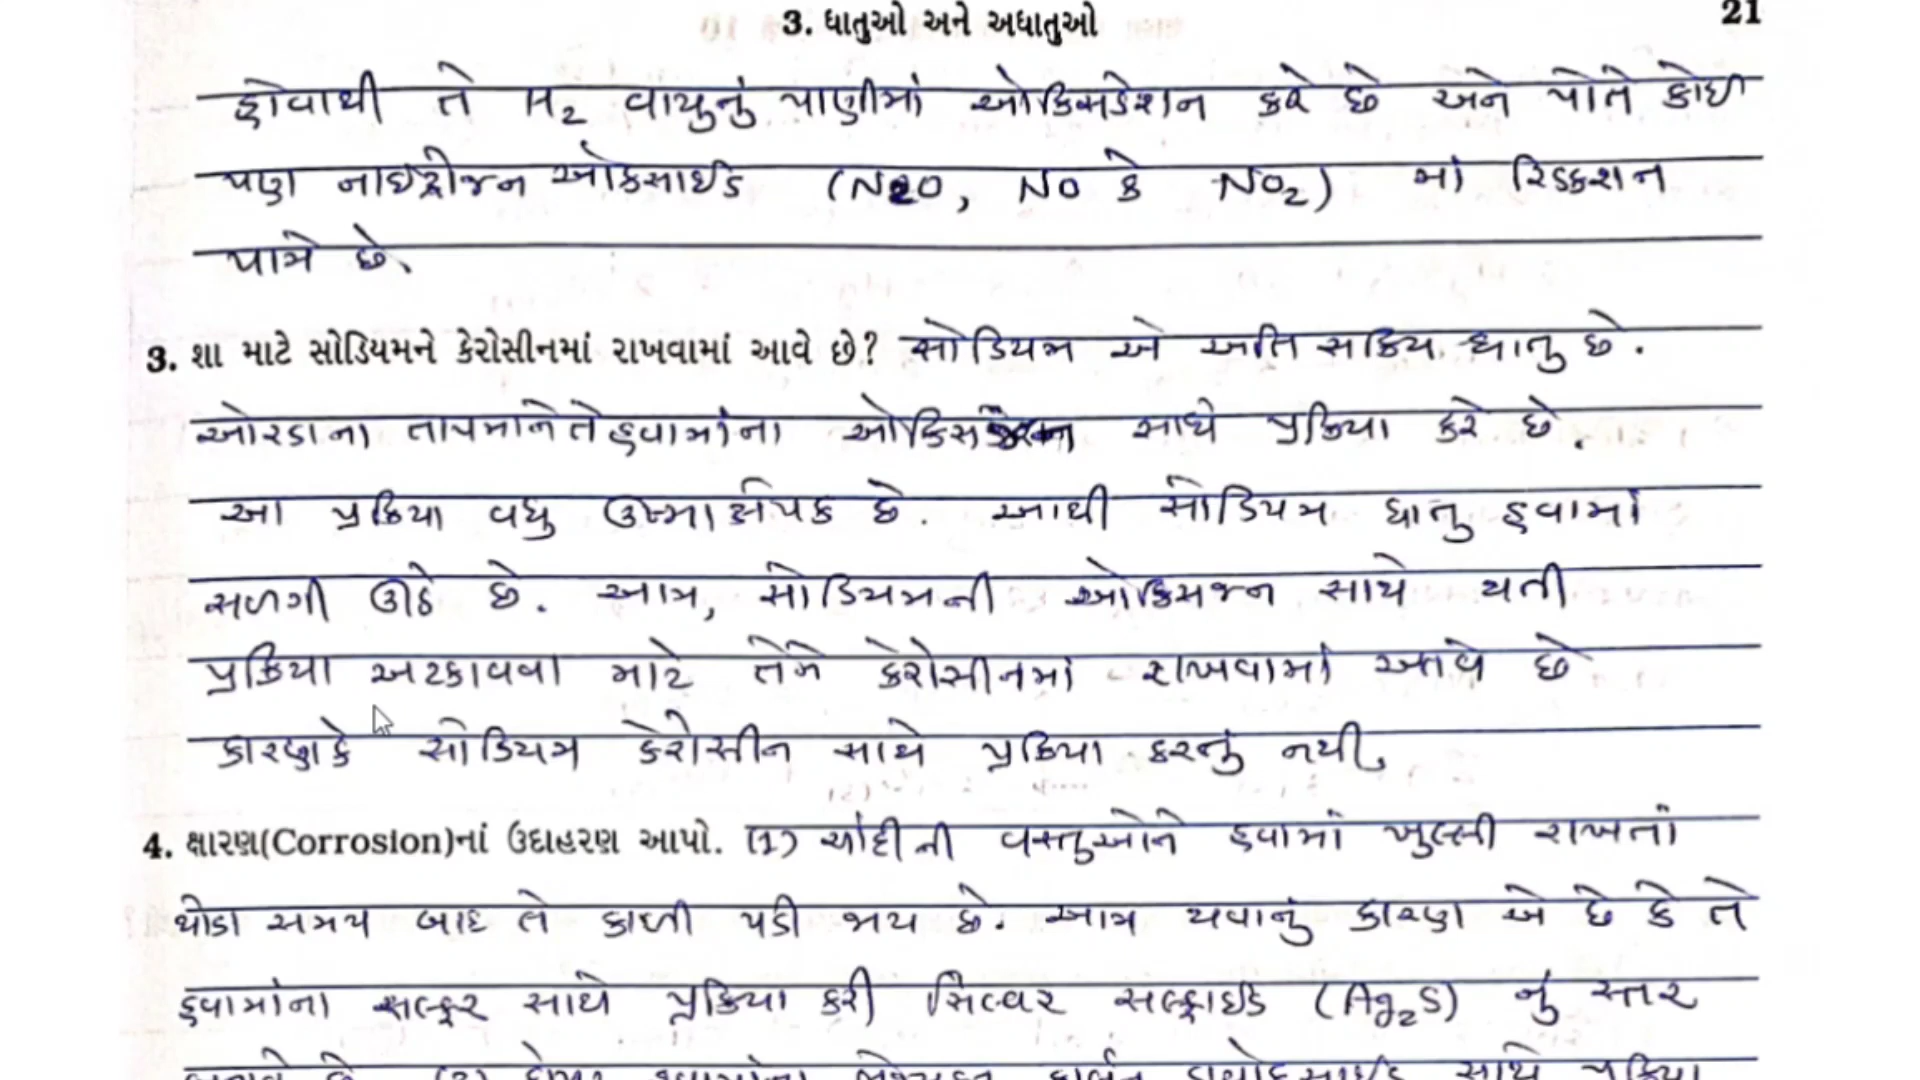 3. ધાતુઓ અને અધાતુઓ 21
હોવાથી તે H₂ વાયુનું પાણીમાં ઓક્સિડેશન કરે છે અને પોતે કોઈ
પણ નાઈટ્રોજન ઓક્સાઈડ (N2O, NO કે NO₂) માં રિડક્શન
પામે છે.
3. શા માટે સોડિયમને કેરોસીનમાં રાખવામાં આવે છે? સોડિયમ એ અતિ સક્રિય ધાતુ છે.
ઓરડાના તાપમાને તે હવામાંના સાથે પ્રક્રિયા કરે છે.
આ પ્રક્રિયા વધુ ઉષ્માક્ષેપક છે. આથી સોડિયમ ધાતુ હવામાં
સળગી ઊઠે છે. આમ, સોડિયમની ઓક્સિજન સાથે થતી
પ્રક્રિયા અટકાવવા માટે તેને કેરોસીનમાં રાખવામાં આવે છે
કારણકે સોડિયમ કેરોસીન સાથે પ્રક્રિયા કરતું નથી.
4. ક્ષારણ(Corrosion)નાં ઉદાહરણ આપો. (1) ચાંદીની વસ્તુઓને હવામાં ખુલ્લી રાખતાં
થોડા સમય બાદ તે કાળી પડી જાય છે. આમ થવાનું કારણ એ છે કે તે
હવામાંના સલ્ફર સાથે પ્રક્રિયા કરી સિલ્વર સલ્ફાઈડ (Ag₂S) નું સ્તર